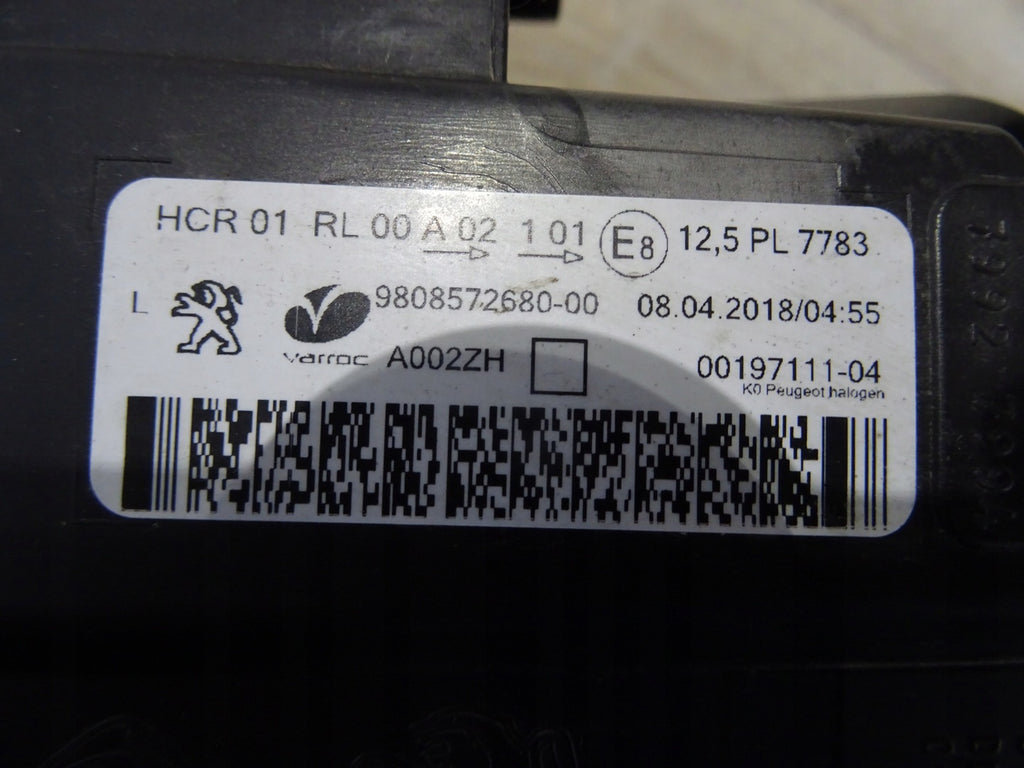 HCR 01 RL 00 A 02 1 01 E8 12,5 PL 7783
L 9808572680-00 08.04.2018/04:55
varroc A002ZH 00197111-04
K0 Peugeot halogen